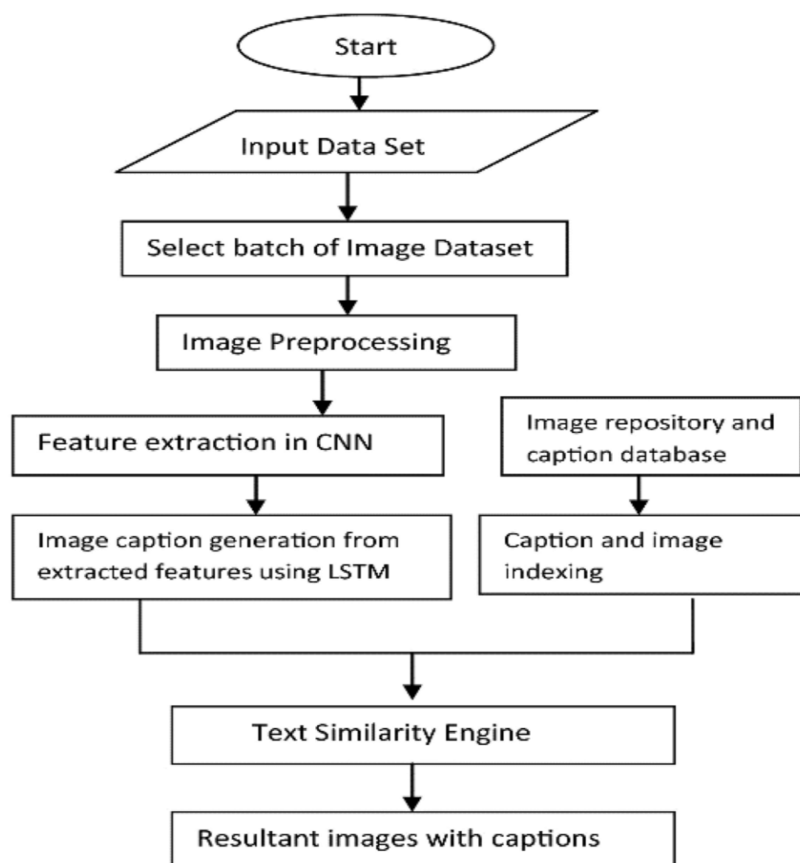 Start
Input Data Set
Select batch of Image Dataset
Image Preprocessing
Feature extraction in CNN
Image repository and
caption database
Image caption generation from
extracted features using LSTM
Caption and image
indexing
Text Similarity Engine
Resultant images with captions